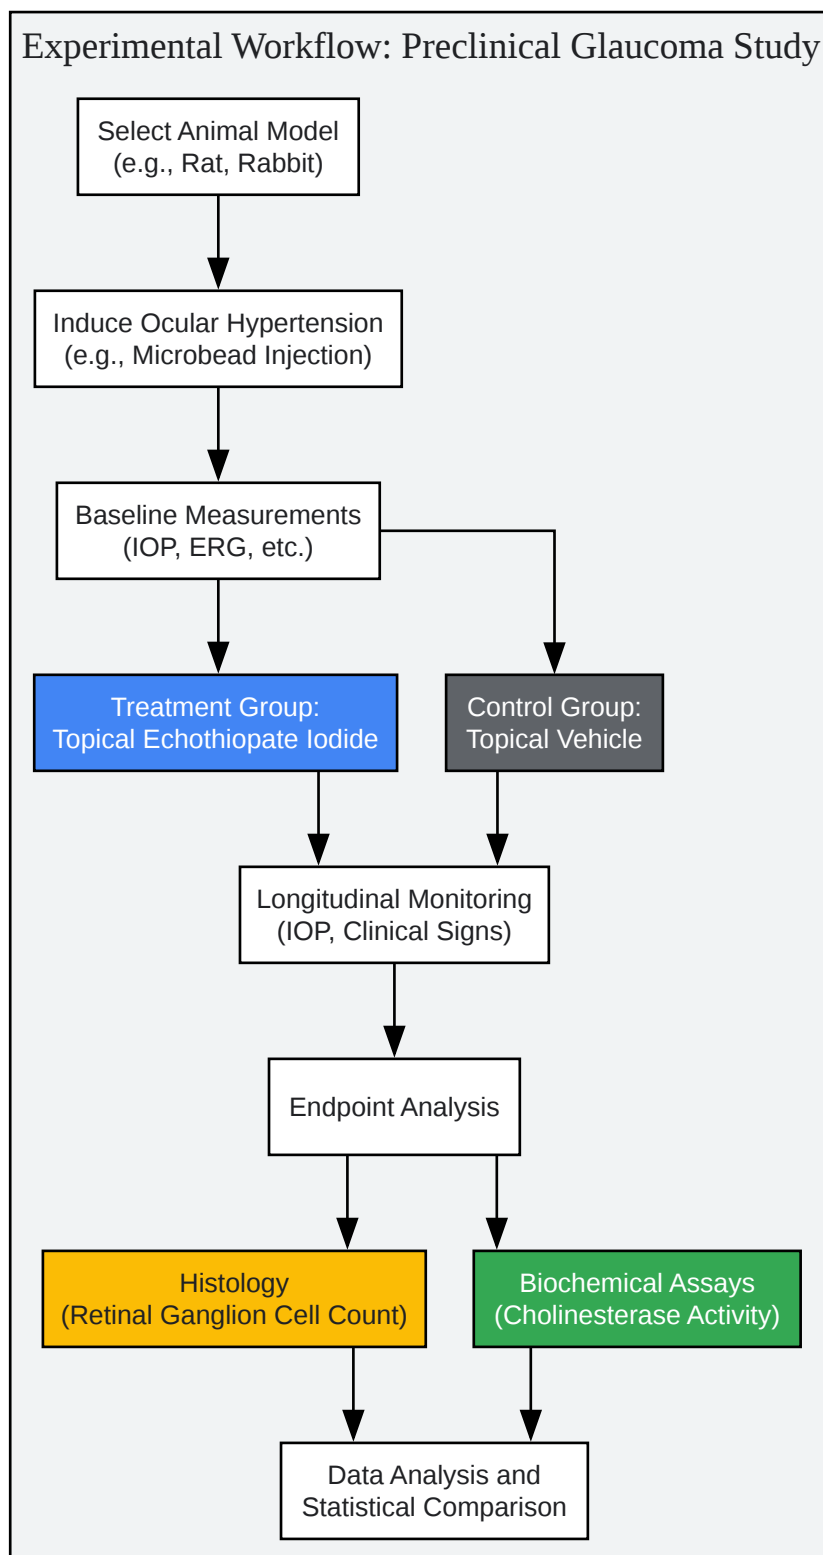 Experimental Workflow: Preclinical Glaucoma Study
Select Animal Model
(e.g., Rat, Rabbit)
Induce Ocular Hypertension
(e.g., Microbead Injection)
Baseline Measurements
(IOP, ERG, etc.)
Treatment Group:
Topical Echothiopate Iodide
Control Group:
Topical Vehicle
Longitudinal Monitoring
(IOP, Clinical Signs)
Endpoint Analysis
Histology
(Retinal Ganglion Cell Count)
Biochemical Assays
(Cholinesterase Activity)
Data Analysis and
Statistical Comparison